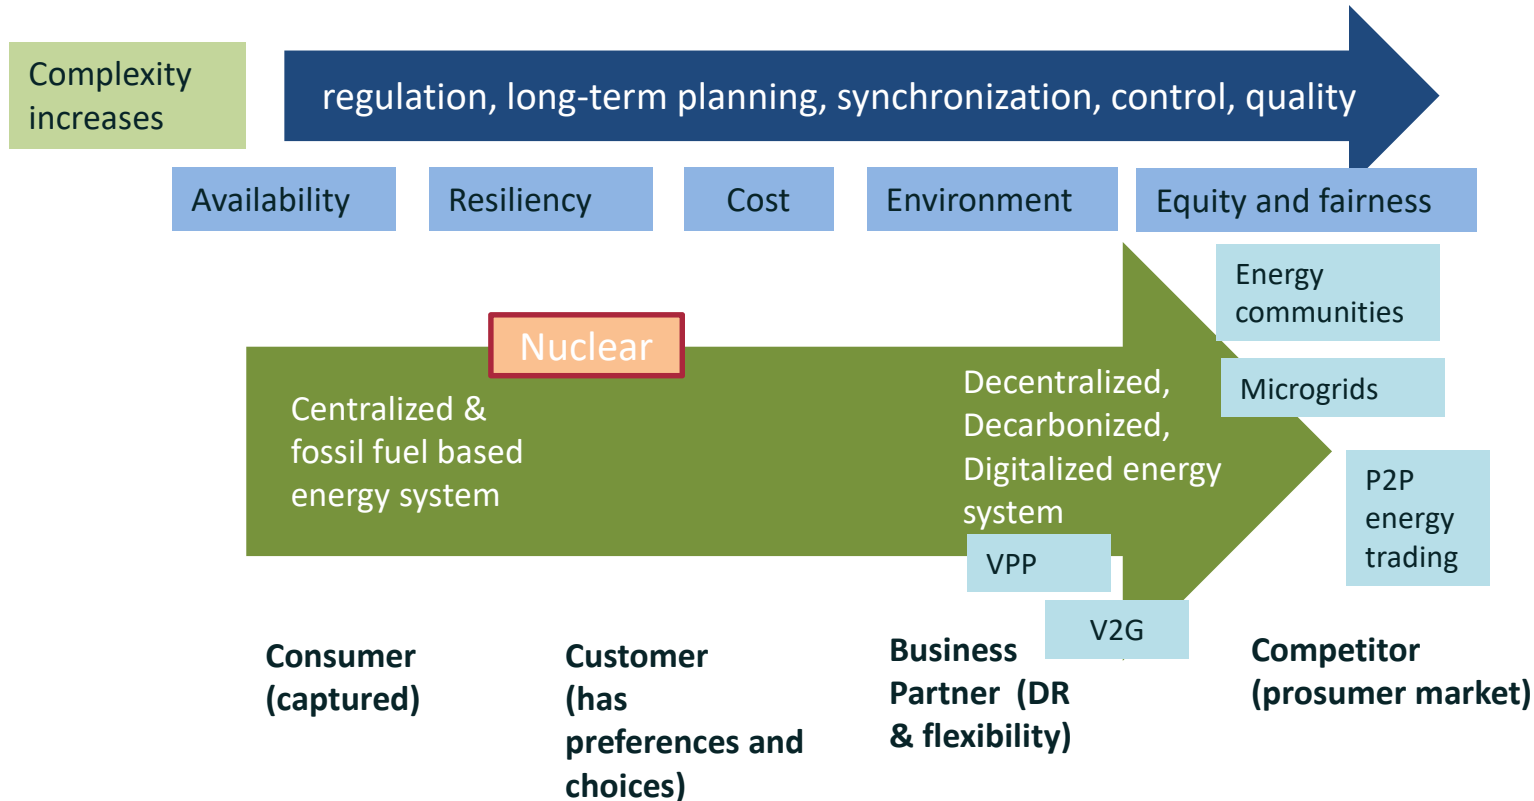 Complexity
increases
regulation, long-term planning, synchronization, control, quality
Availability
Resiliency
Cost
Environment
Equity and fairness
Energy
communities
Nuclear
Microgrids
Centralized &
fossil fuel based
energy system
Decentralized,
Decarbonized,
Digitalized energy
system
P2P
energy
trading
VPP
V2G
Consumer
(captured)
Customer
(has
preferences and
choices)
Business
Partner (DR
& flexibility)
Competitor
(prosumer market)